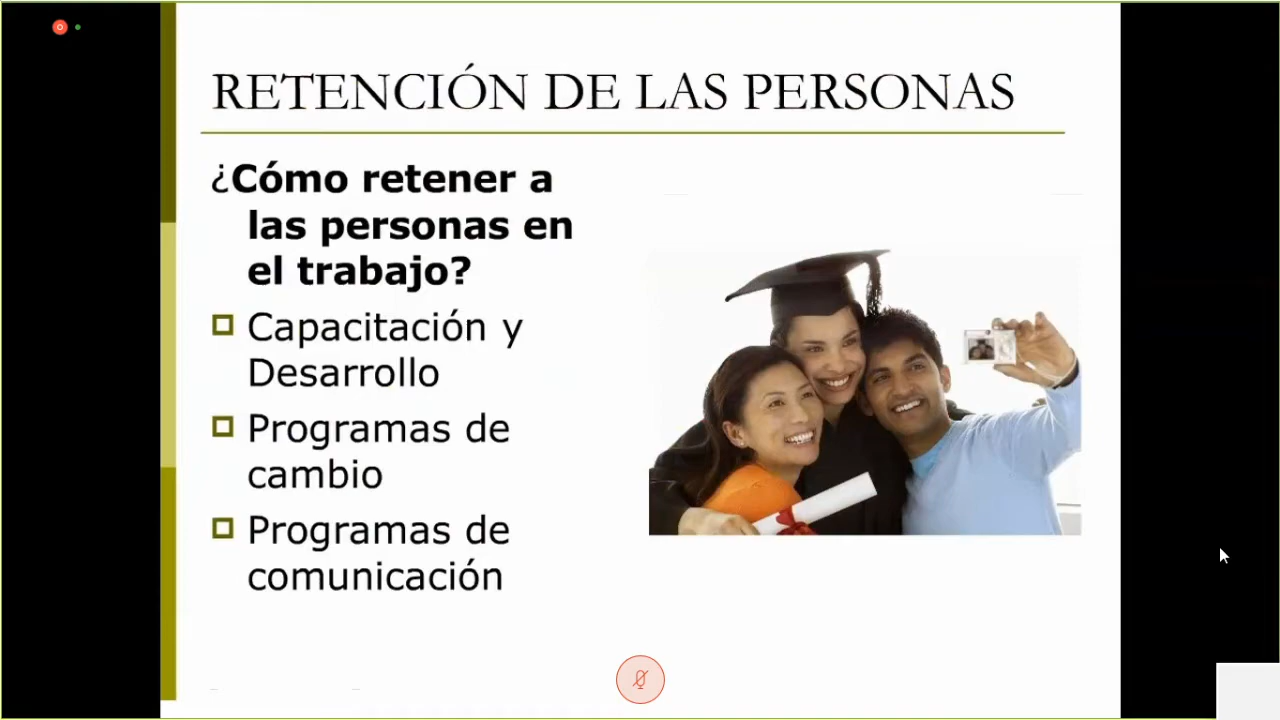 RETENCIÓN DE LAS PERSONAS
¿Cómo retener a
las personas en
el trabajo?
Capacitación y
Desarrollo
Programas de
cambio
Programas de
comunicación